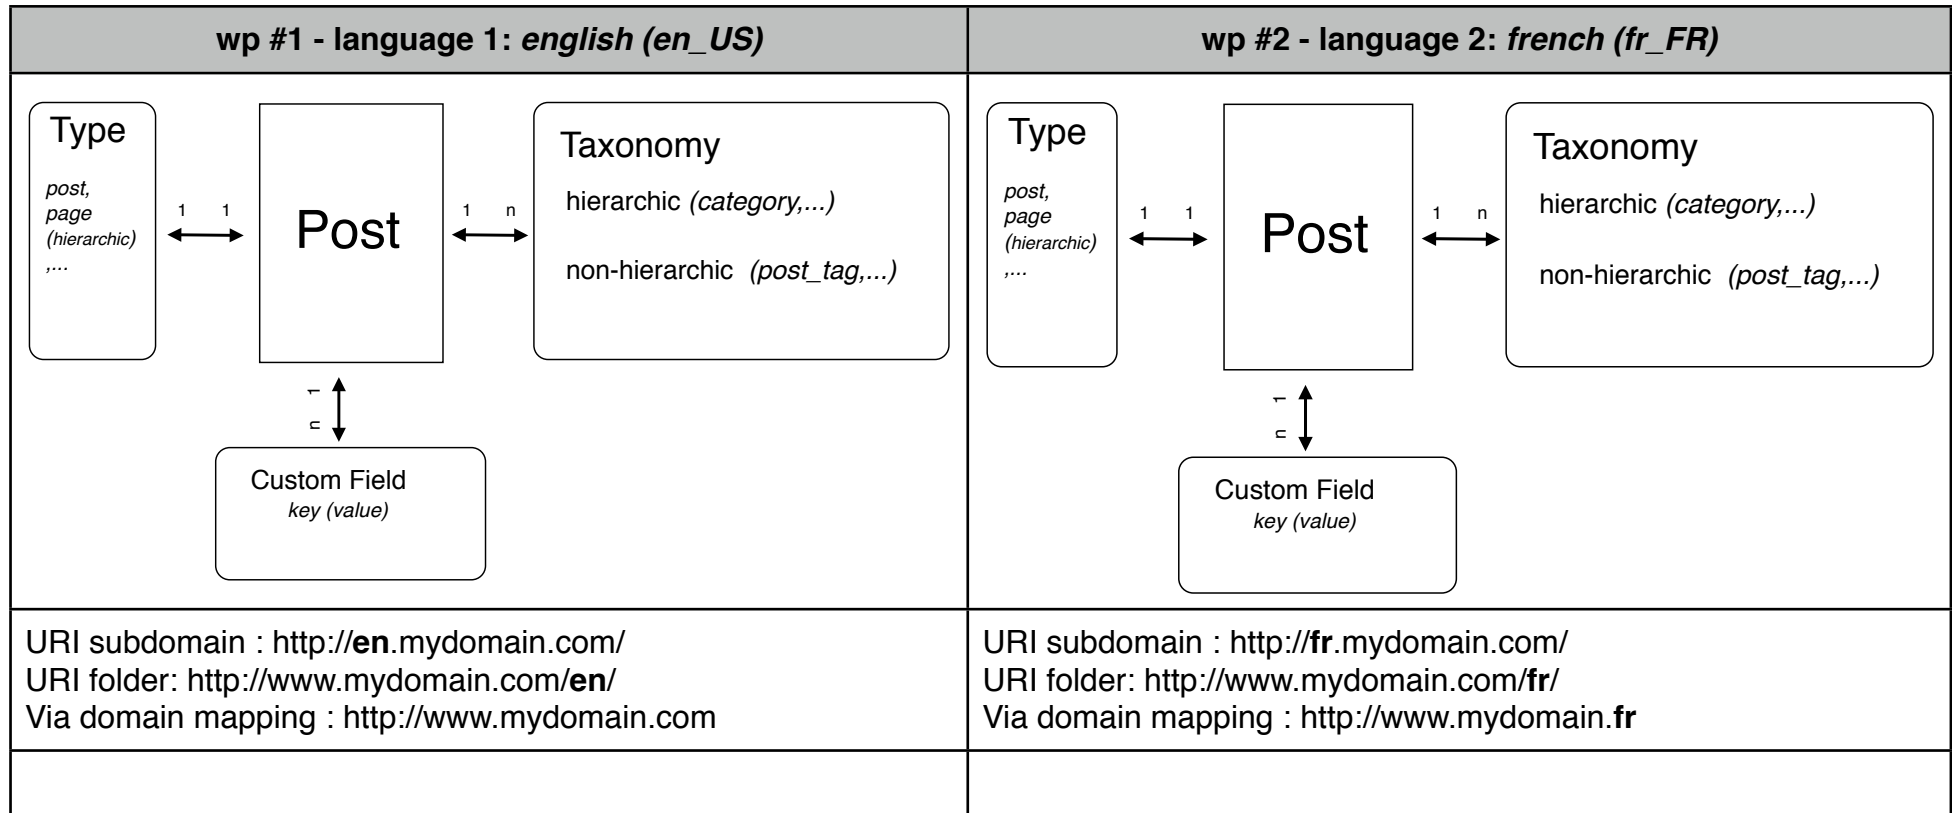 wp #1 - language 1: english (en_US)
Type
post,
page
(hierarchic)
,...
1 1
Post
1 n
Taxonomy
hierarchic (category,...)
non-hierarchic (post_tag,...)
1
n
Custom Field
key (value)
URI subdomain : http://en.mydomain.com/
URI folder: http://www.mydomain.com/en/
Via domain mapping : http://www.mydomain.com
wp #2 - language 2: french (fr_FR)
Type
post,
page
(hierarchic)
,...
1 1
Post
1 n
Taxonomy
hierarchic (category,...)
non-hierarchic (post_tag,...)
1
n
Custom Field
key (value)
URI subdomain : http://fr.mydomain.com/
URI folder: http://www.mydomain.com/fr/
Via domain mapping : http://www.mydomain.fr